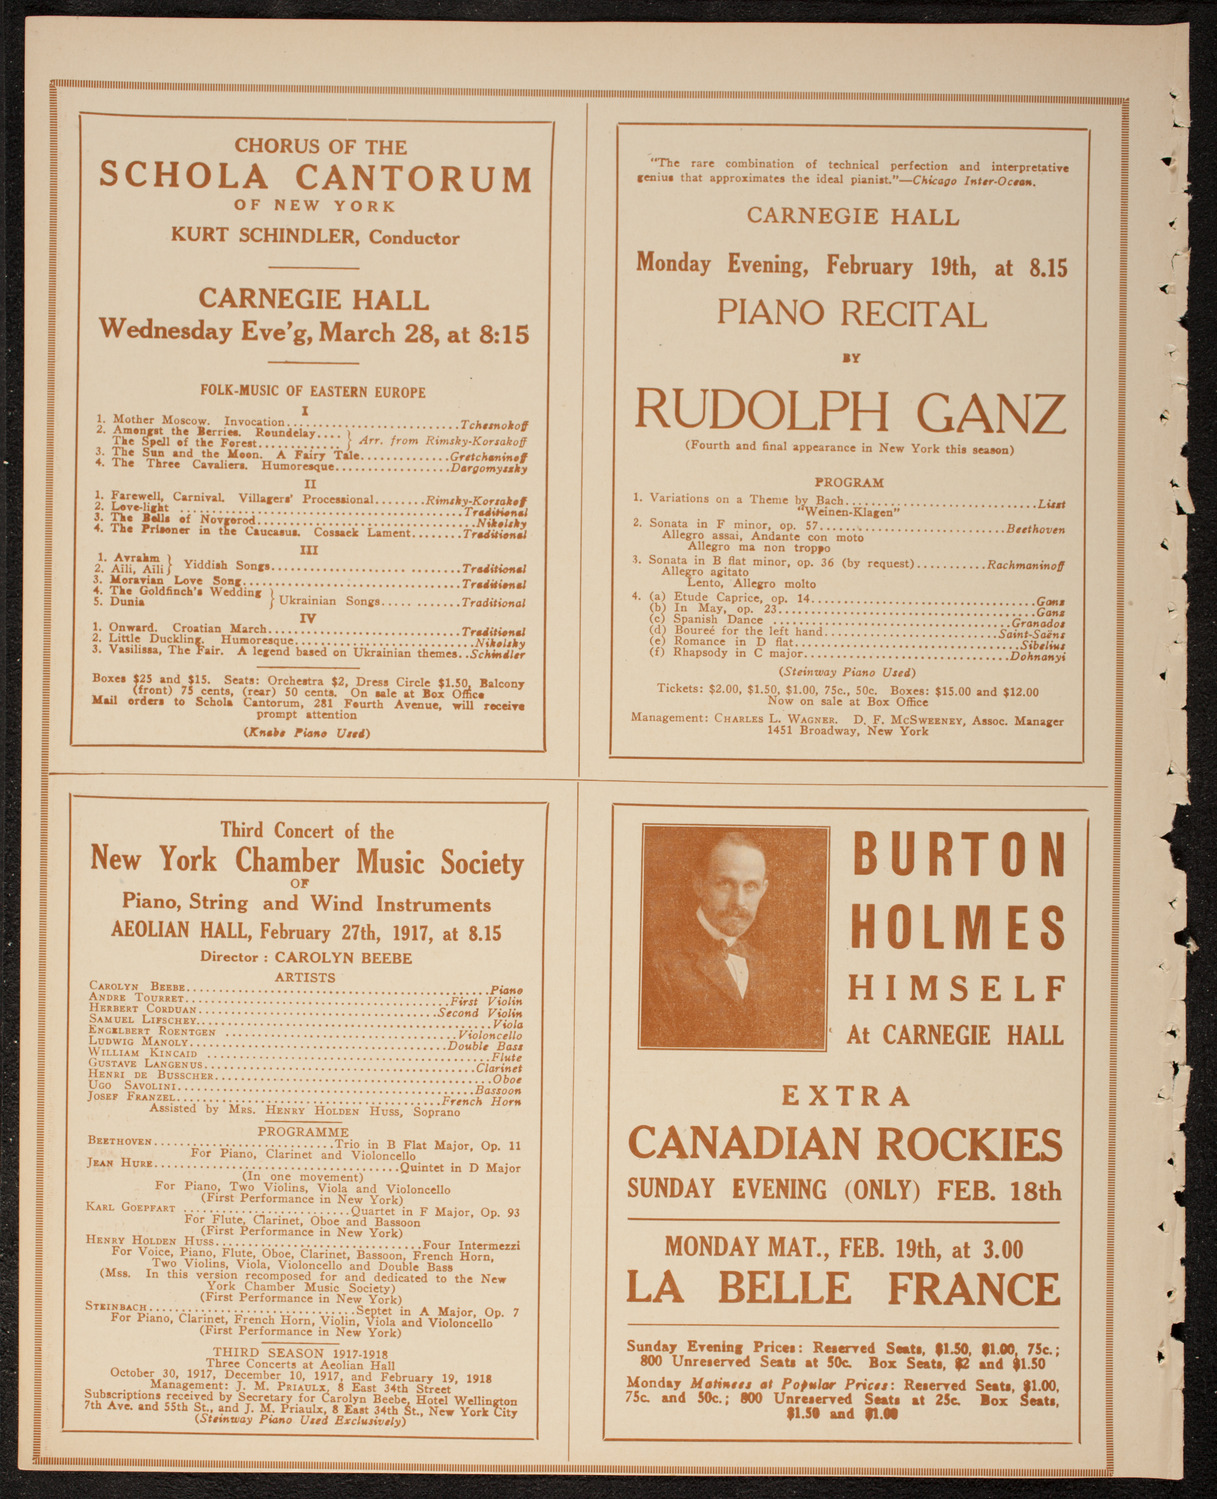 CHORUS OF THE
SCHOLA CANTORUM
OF NEW YORK
KURT SCHINDLER, Conductor
CARNEGIE HALL
Wednesday Eve'g, March 28, at 8:15
FOLK-MUSIC OF EASTERN EUROPE
I
1. Mother Moscow. Invocation..........................Tchesnokoff
2. Amongst the Berries. Roundelay....}
The Spell of the Forest............} Arr. from Rimsky-Korsakoff
3. The Sun and the Moon. A Fairy Tale.............Gretchaninoff
4. The Three Cavaliers. Humoresque.................Dargomyzsky
II
1. Farewell, Carnival. Villagers' Processional........Rimsky-Korsakoff
2. Love-light ...........................................Traditional
3. The Bells of Novgorod.................................Nikolsky
4. The Prisoner in the Caucasus. Cossack Lament........Traditional
III
1. Avrahm }
2. Aili, Aili } Yiddish Songs.............................Traditional
3. Moravian Love Song.................................Traditional
4. The Goldfinch's Wedding }
5. Dunia } Ukrainian Songs............Traditional
IV
1. Onward. Croatian March.............................Traditional
2. Little Duckling. Humoresque...........................Nikolsky
3. Vasilissa, The Fair. A legend based on Ukrainian themes..Schindler
Boxes $25 and $15. Seats: Orchestra $2, Dress Circle $1.50, Balcony
(front) 75 cents, (rear) 50 cents. On sale at Box Office
Mail orders to Schola Cantorum, 281 Fourth Avenue, will receive
prompt attention
(Knabe Piano Used)
"The rare combination of technical perfection and interpretative
genius that approximates the ideal pianist."—Chicago Inter-Ocean.
CARNEGIE HALL
Monday Evening, February 19th, at 8.15
PIANO RECITAL
BY
RUDOLPH GANZ
(Fourth and final appearance in New York this season)
PROGRAM
1. Variations on a Theme by Bach............................Liszt
"Weinen-Klagen"
2. Sonata in F minor, op. 57............................Beethoven
Allegro assai, Andante con moto
Allegro ma non troppo
3. Sonata in B flat minor, op. 36 (by request)..........Rachmaninoff
Allegro agitato
Lento, Allegro molto
4. (a) Etude Caprice, op. 14.................................Ganz
(b) In May, op. 23.....................................Ganz
(c) Spanish Dance ...................................Granados
(d) Boureé for the left hand.........................Saint-Saëns
(e) Romance in D flat.................................Sibelius
(f) Rhapsody in C major..............................Dohnanyi
(Steinway Piano Used)
Tickets: $2.00, $1.50, $1.00, 75c., 50c. Boxes: $15.00 and $12.00
Now on sale at Box Office
Management: CHARLES L. WAGNER. D. F. MCSWEENEY, Assoc. Manager
1451 Broadway, New York
Third Concert of the
New York Chamber Music Society
OF
Piano, String and Wind Instruments
AEOLIAN HALL, February 27th, 1917, at 8.15
Director : CAROLYN BEEBE
ARTISTS
CAROLYN BEEBE.............................................Piano
ANDRE TOURRET.......................................First Violin
HERBERT CORDUAN...................................Second Violin
SAMUEL LIFSCHEY............................................Viola
ENGELBERT ROENTGEN ..................................Violoncello
LUDWIG MANOLY......................................Double Bass
WILLIAM KINCAID ..........................................Flute
GUSTAVE LANGENUS........................................Clarinet
HENRI DE BUSSCHER.........................................Oboe
UGO SAVOLINI............................................Bassoon
JOSEF FRANZEL.......................................French Horn
Assisted by MRS. HENRY HOLDEN HUSS, Soprano
PROGRAMME
BEETHOVEN...........................Trio in B Flat Major, Op. 11
For Piano, Clarinet and Violoncello
JEAN HURE.....................................Quintet in D Major
(In one movement)
For Piano, Two Violins, Viola and Violoncello
(First Performance in New York)
KARL GOEPFART .........................Quartet in F Major, Op. 93
For Flute, Clarinet, Oboe and Bassoon
(First Performance in New York)
HENRY HOLDEN HUSS...........................Four Intermezzi
For Voice, Piano, Flute, Oboe, Clarinet, Bassoon, French Horn,
Two Violins, Viola, Violoncello and Double Bass
(Mss. In this version recomposed for and dedicated to the New
York Chamber Music Society)
(First Performance in New York)
STEINBACH...............................Septet in A Major, Op. 7
For Piano, Clarinet, French Horn, Violin, Viola and Violoncello
(First Performance in New York)
THIRD SEASON 1917-1918
Three Concerts at Aeolian Hall
October 30, 1917, December 10, 1917, and February 19, 1918
Management: J. M. PRIAULX, 8 East 34th Street
Subscriptions received by Secretary for Carolyn Beebe, Hotel Wellington
7th Ave. and 55th St., and J. M. Priaulx, 8 East 34th St., New York City
(Steinway Piano Used Exclusively)
BURTON
HOLMES
HIMSELF
At CARNEGIE HALL
EXTRA
CANADIAN ROCKIES
SUNDAY EVENING (ONLY) FEB. 18th
MONDAY MAT., FEB. 19th, at 3.00
LA BELLE FRANCE
Sunday Evening Prices: Reserved Seats, $1.50, $1.00, 75c.;
800 Unreserved Seats at 50c. Box Seats, $2 and $1.50
Monday Matinees at Popular Prices: Reserved Seats, $1.00,
75c. and 50c.; 800 Unreserved Seats at 25c. Box Seats,
$1.50 and $1.00